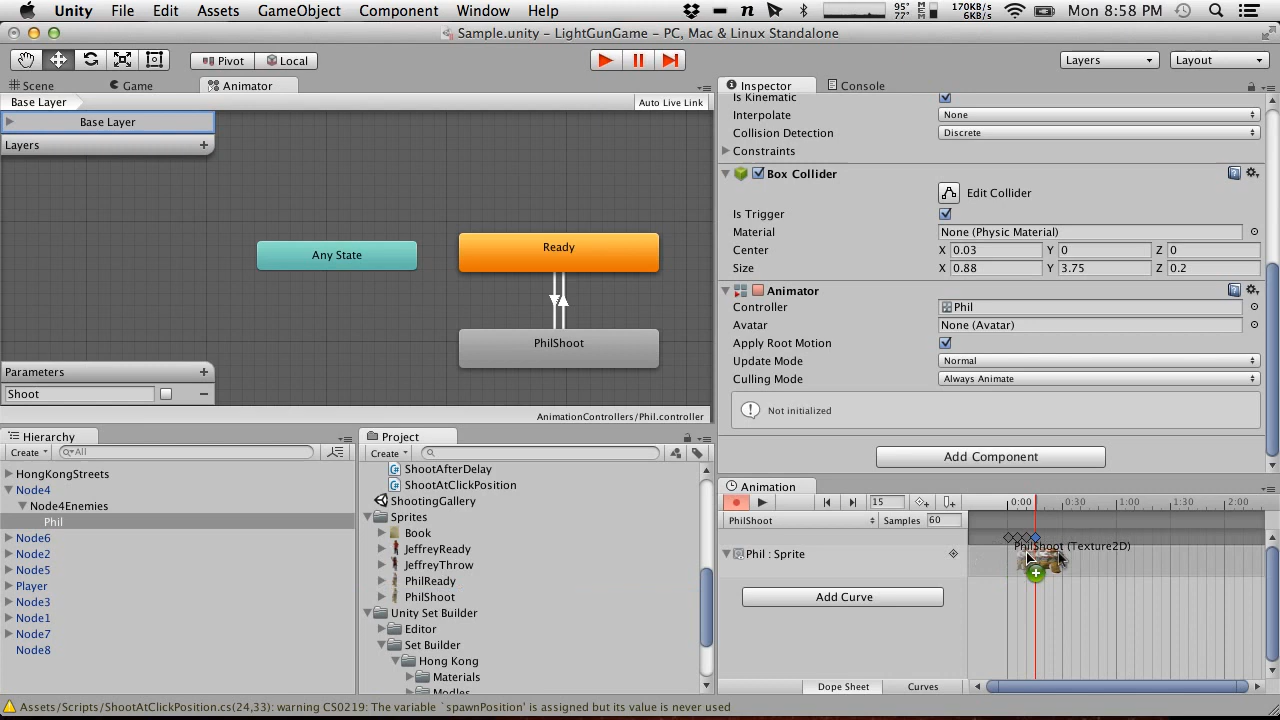 Unity File Edit Assets GameObject Component Window Help 95° 77° 170KB/s 6KB/s Mon 8:58 PM
Sample.unity - LightGunGame - PC, Mac & Linux Standalone
Pivot Local Layers Layout
Scene Game Animator Inspector Console
Base Layer Auto Live Link
Base Layer
Layers +
Any State
Ready
PhilShoot
Parameters +
Shoot
AnimationControllers/Phil.controller
Is Kinematic
Interpolate None
Collision Detection Discrete
Constraints
Box Collider
Edit Collider
Is Trigger
Material None (Physic Material)
Center X 0.03 Y 0 Z 0
Size X 0.88 Y 3.75 Z 0.2
Animator
Controller Phil
Avatar None (Avatar)
Apply Root Motion
Update Mode Normal
Culling Mode Always Animate
Not initialized
Add Component
Hierarchy
Create All
HongKongStreets
Node4
Node4Enemies
Phil
Node6
Node2
Node5
Player
Node3
Node1
Node7
Node8
Project
Create
ShootAfterDelay
ShootAtClickPosition
ShootingGallery
Sprites
Book
JeffreyReady
JeffreyThrow
PhilReady
PhilShoot
Unity Set Builder
Editor
Set Builder
Hong Kong
Materials
Modles
Animation
15 0:00 0:30 1:00 1:30 2:00
PhilShoot Samples 60
PhilShoot (Texture2D)
Phil : Sprite
Add Curve
Dope Sheet Curves
Assets/Scripts/ShootAtClickPosition.cs(24,33): warning CS0219: The variable `spawnPosition' is assigned but its value is never used